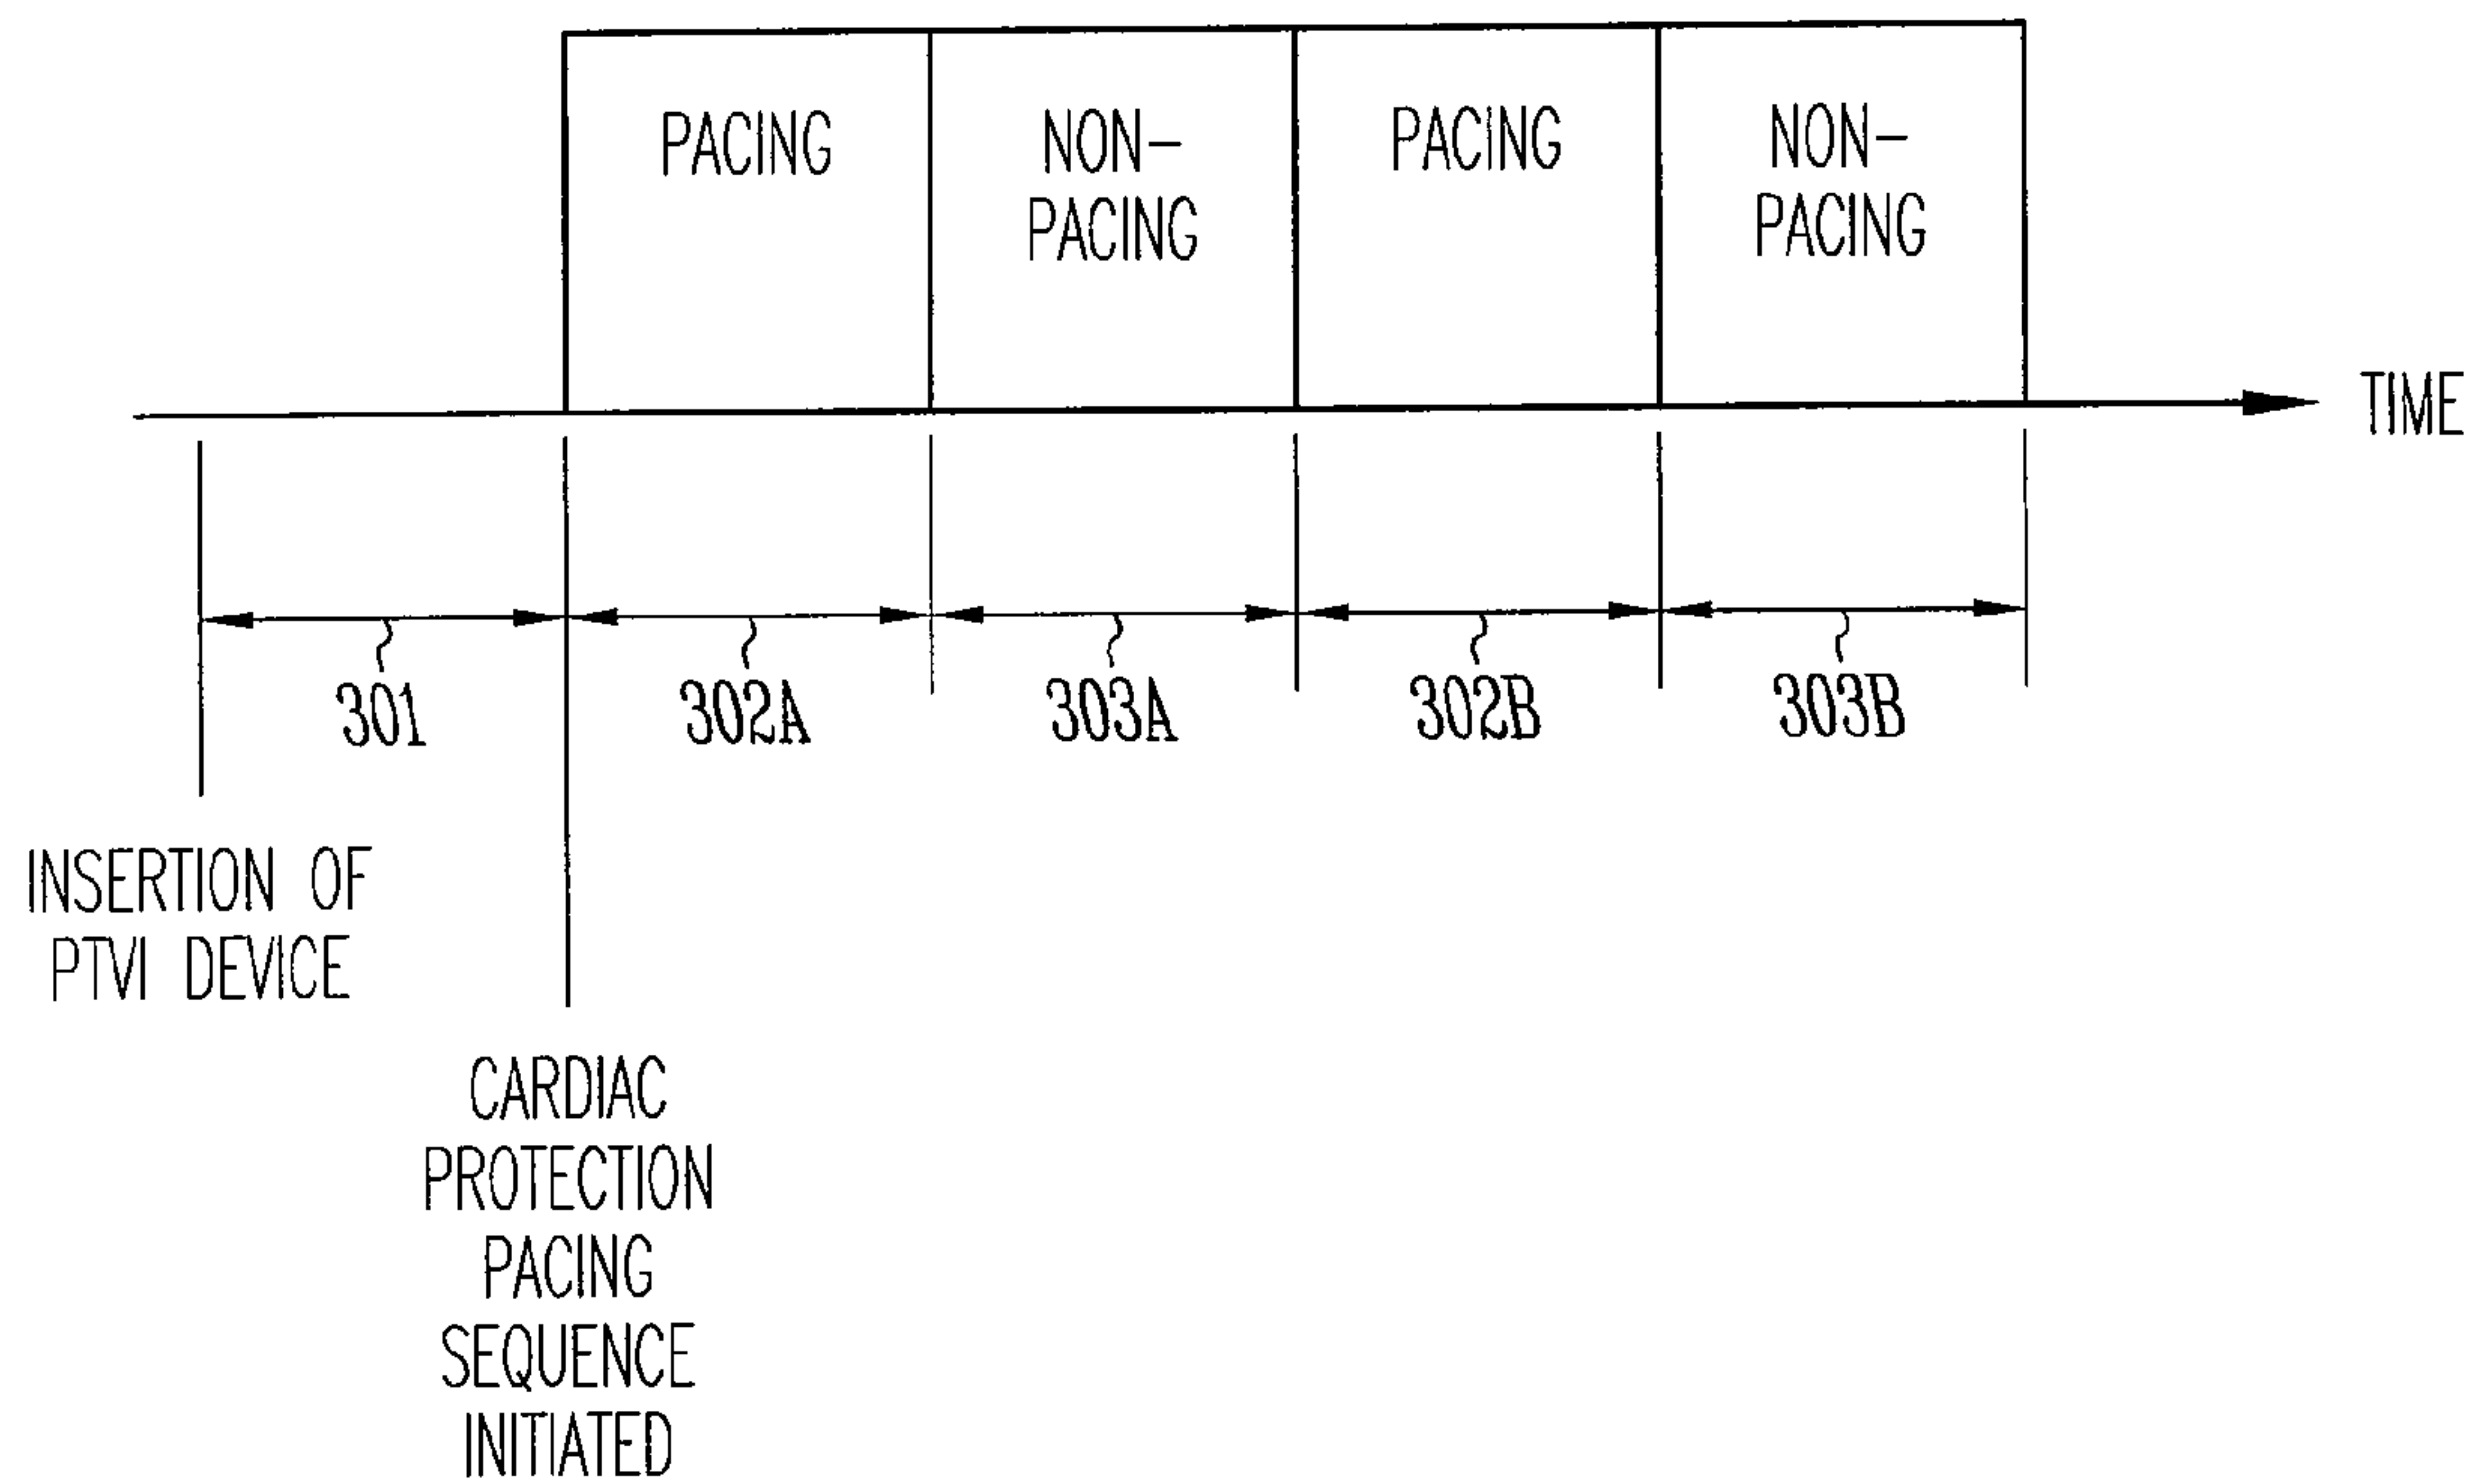 PACING
NON-
PACING
PACING
NON-
PACING
TIME
301
302A
303A
302B
303B
INSERTION OF
PTVI DEVICE
CARDIAC
PROTECTION
PACING
SEQUENCE
INITIATED